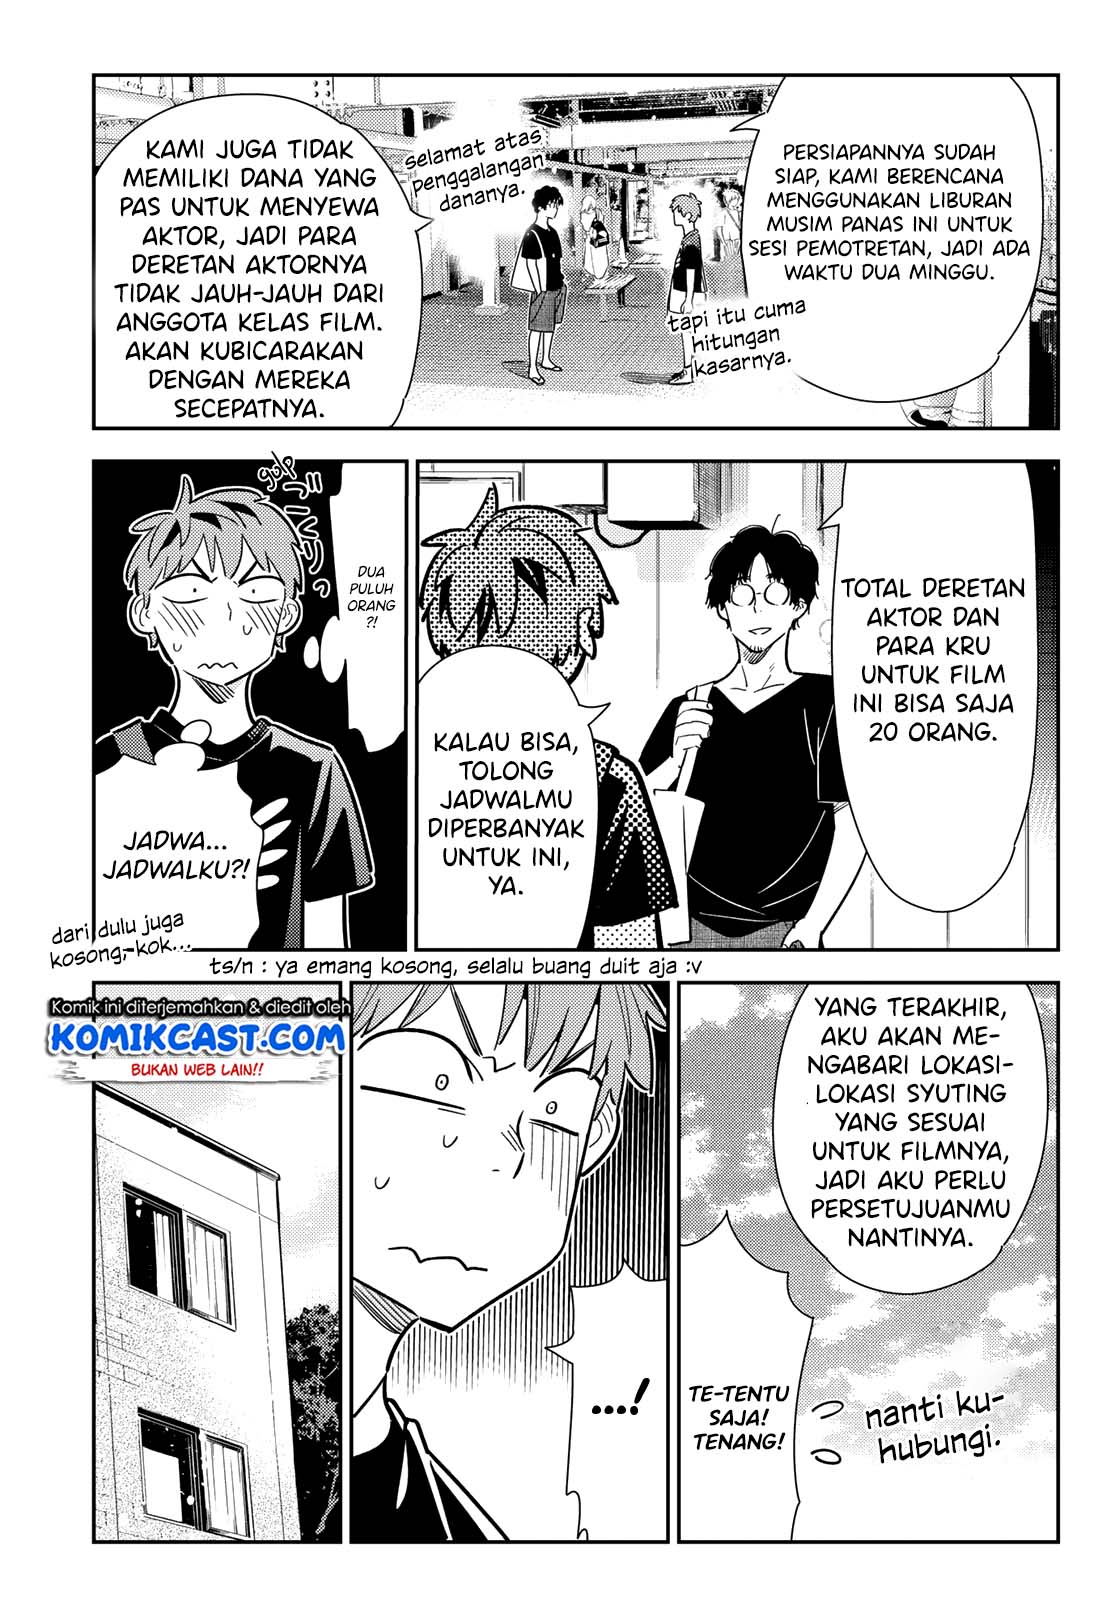 PERSIAPANNYA SUDAH
SIAP, KAMI BERENCANA
MENGGUNAKAN LIBURAN
MUSIM PANAS INI UNTUK
SESI PEMOTRETAN, JADI ADA
WAKTU DUA MINGGU.
tapi itu cuma
hitungan
kasarnya.
selamat atas
penggalangan
dananya.
KAMI JUGA TIDAK
MEMILIKI DANA YANG
PAS UNTUK MENYEWA
AKTOR, JADI PARA
DERETAN AKTORNYA
TIDAK JAUH-JAUH DARI
ANGGOTA KELAS FILM.
AKAN KUBICARAKAN
DENGAN MEREKA
SECEPATNYA.
TOTAL DERETAN
AKTOR DAN
PARA KRU
UNTUK FILM
INI BISA SAJA
20 ORANG.
KALAU BISA,
TOLONG
JADWALMU
DIPERBANYAK
UNTUK INI,
YA.
DUA
PULUH
ORANG
?!
golp
JADWA...
JADWALKU?!
dari dulu juga
kosong, kok...
ts/n : ya emang kosong, selalu buang duit aja :v
YANG TERAKHIR,
AKU AKAN ME-
NGABARI LOKASI-
LOKASI SYUTING
YANG SESUAI
UNTUK FILMNYA,
JADI AKU PERLU
PERSETUJUANMU
NANTINYA.
nanti ku-
hubungi.
TE-TENTU
SAJA!
TENANG!
....!
Komik ini diterjemahkan & diedit oleh
KOMIKCAST.COM
BUKAN WEB LAIN!!